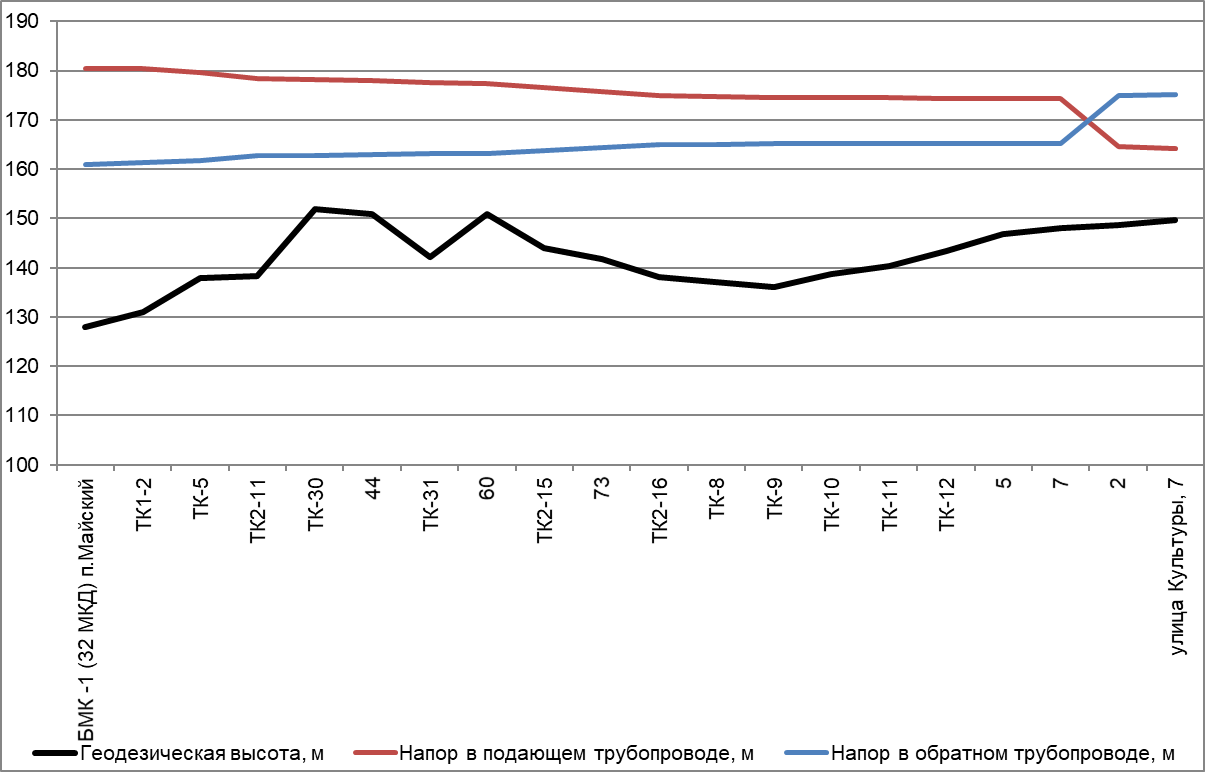 190
180
170
160
150
140
130
120
110
100
БМК -1 (32 МКД) п.Майский
ТК1-2
ТК-5
ТК2-11
ТК-30
44
ТК-31
60
ТК2-15
73
ТК2-16
ТК-8
ТК-9
ТК-10
ТК-11
ТК-12
5
7
2
улица Культуры, 7
Геодезическая высота, м
Напор в подающем трубопроводе, м
Напор в обратном трубопроводе, м